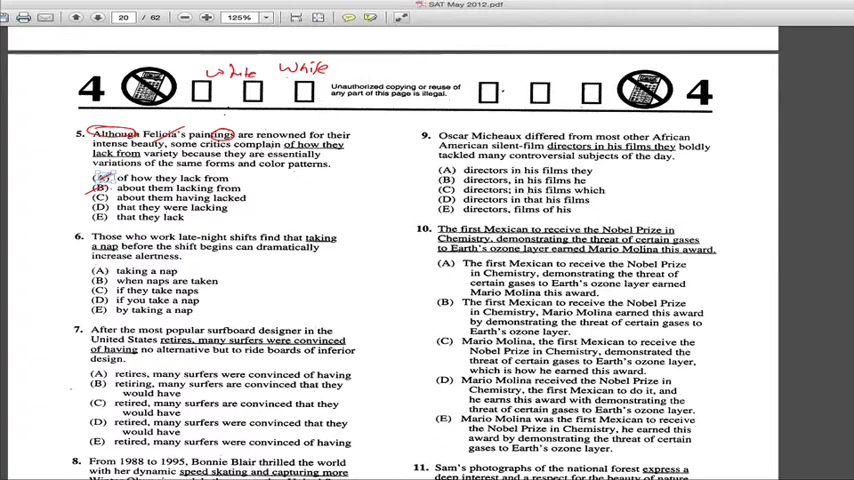 SAT May 2012.pdf
20 / 62
125%
while while
4
Unauthorized copying or reuse of
any part of this page is illegal.
4
5. Although Felicia's paintings are renowned for their
intense beauty, some critics complain of how they
lack from variety because they are essentially
variations of the same forms and color patterns.
(A) of how they lack from
(B) about them lacking from
(C) about them having lacked
(D) that they were lacking
(E) that they lack
6. Those who work late-night shifts find that taking
a nap before the shift begins can dramatically
increase alertness.
(A) taking a nap
(B) when naps are taken
(C) if they take naps
(D) if you take a nap
(E) by taking a nap
7. After the most popular surfboard designer in the
United States retires, many surfers were convinced
of having no alternative but to ride boards of inferior
design.
(A) retires, many surfers were convinced of having
(B) retiring, many surfers are convinced that they
would have
(C) retired, many surfers are convinced that they
would have
(D) retired, many surfers were convinced that they
would have
(E) retired, many surfers were convinced of having
8. From 1988 to 1995, Bonnie Blair thrilled the world
with her dynamic speed skating and capturing more
9. Oscar Micheaux differed from most other African
American silent-film directors in his films they boldly
tackled many controversial subjects of the day.
(A) directors in his films they
(B) directors, in his films he
(C) directors; in his films which
(D) directors in that his films
(E) directors, films of his
10. The first Mexican to receive the Nobel Prize in
Chemistry, demonstrating the threat of certain gases
to Earth's ozone layer earned Mario Molina this award.
(A) The first Mexican to receive the Nobel Prize
in Chemistry, demonstrating the threat of
certain gases to Earth's ozone layer earned
Mario Molina this award.
(B) The first Mexican to receive the Nobel Prize
in Chemistry, Mario Molina earned this award
by demonstrating the threat of certain gases to
Earth's ozone layer.
(C) Mario Molina, the first Mexican to receive the
Nobel Prize in Chemistry, demonstrated the
threat of certain gases to Earth's ozone layer,
which is how he earned this award.
(D) Mario Molina received the Nobel Prize in
Chemistry, the first Mexican to do it, and
he earns this award with demonstrating the
threat of certain gases to Earth's ozone layer.
(E) Mario Molina was the first Mexican to receive
the Nobel Prize in Chemistry, he earned this
award by demonstrating the threat of certain
gases to Earth's ozone layer.
11. Sam's photographs of the national forest express a
deep interest and a respect for the beauty of nature